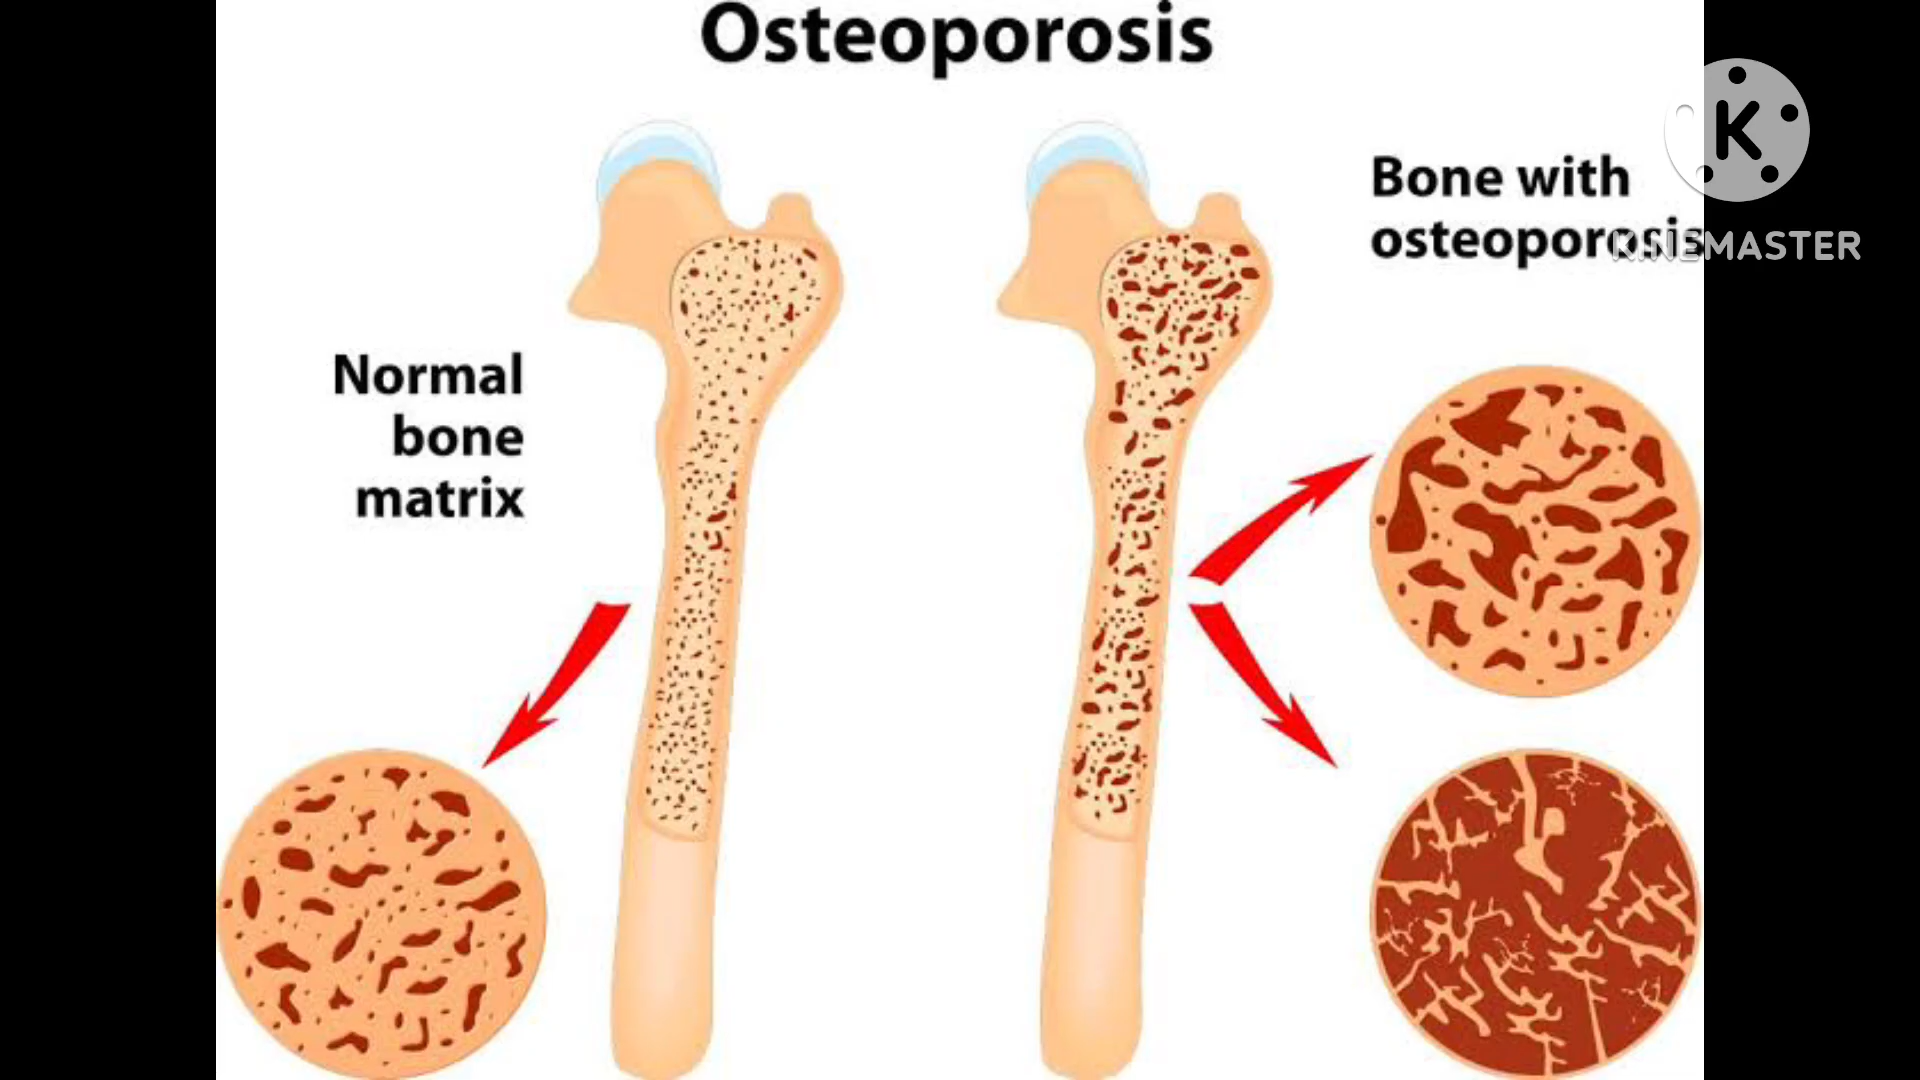 Osteoporosis
Normal
bone
matrix
Bone with
osteoporosis
K
KINEMASTER